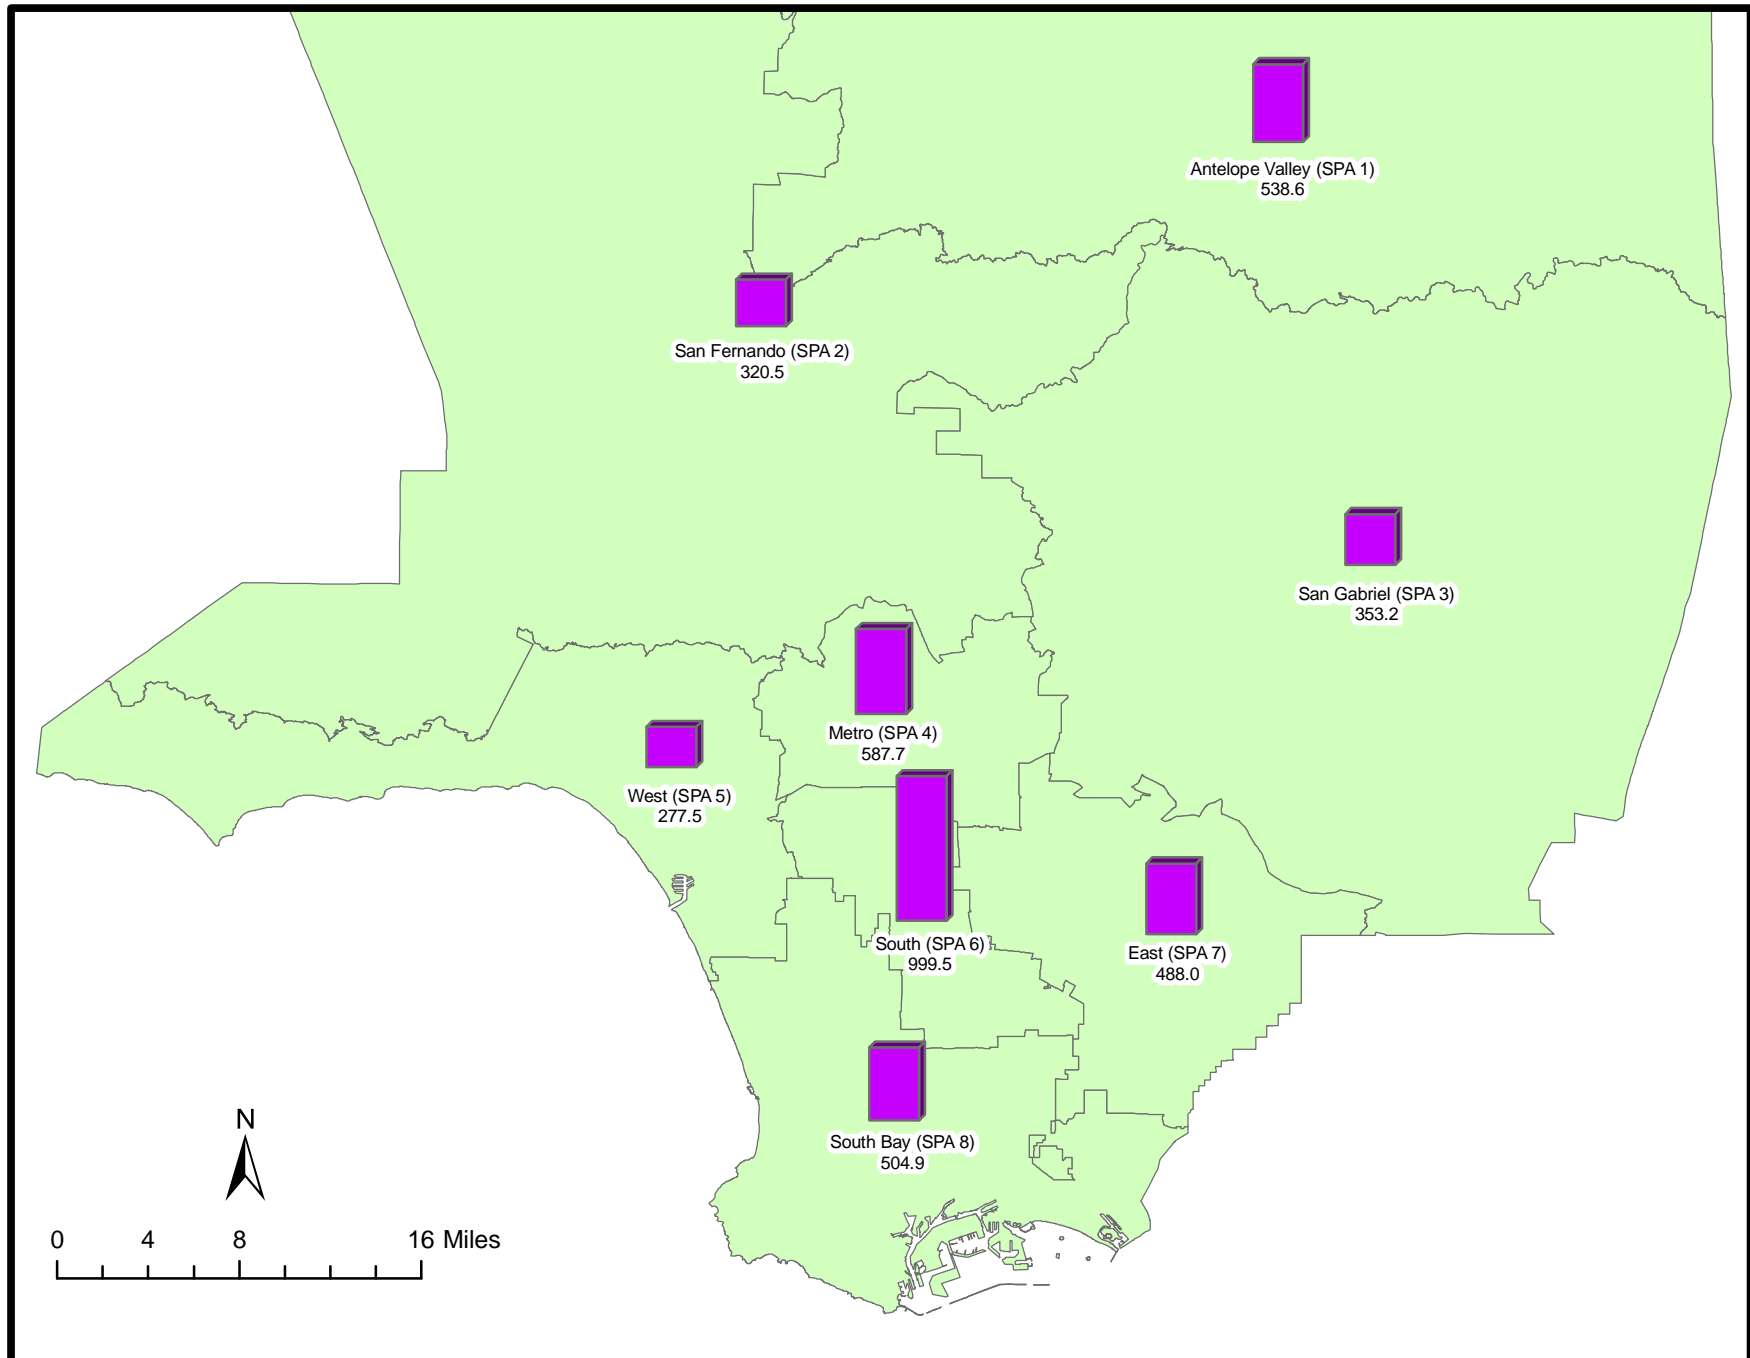 Antelope Valley (SPA 1)
538.6
San Fernando (SPA 2)
320.5
San Gabriel (SPA 3)
353.2
Metro (SPA 4)
587.7
West (SPA 5)
277.5
South (SPA 6)
999.5
East (SPA 7)
488.0
South Bay (SPA 8)
504.9
N
0 4 8 16 Miles